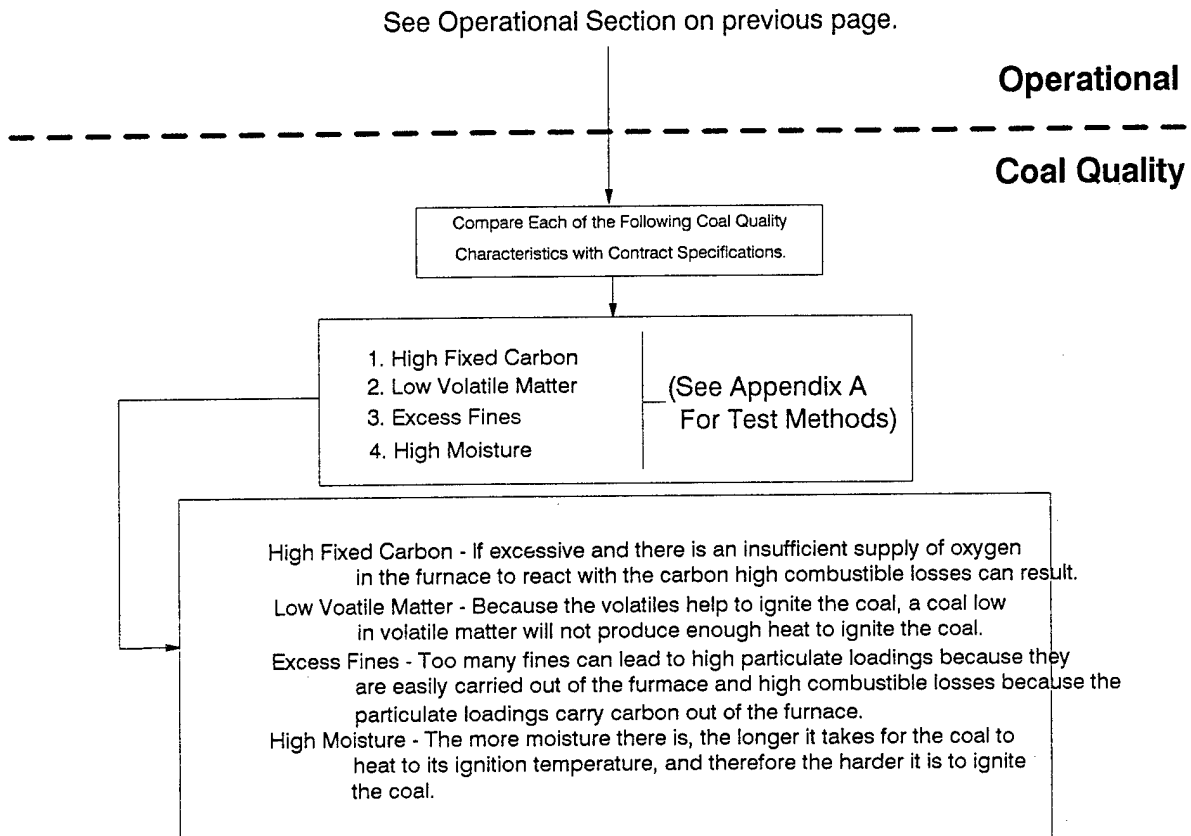 See Operational Section on previous page.
Operational
Coal Quality
Compare Each of the Following Coal Quality
Characteristics with Contract Specifications.
1. High Fixed Carbon
2. Low Volatile Matter
3. Excess Fines
4. High Moisture
(See Appendix A
For Test Methods)
High Fixed Carbon - If excessive and there is an insufficient supply of oxygen
in the furnace to react with the carbon high combustible losses can result.
Low Voatile Matter - Because the volatiles help to ignite the coal, a coal low
in volatile matter will not produce enough heat to ignite the coal.
Excess Fines - Too many fines can lead to high particulate loadings because they
are easily carried out of the furmace and high combustible losses because the
particulate loadings carry carbon out of the furnace.
High Moisture - The more moisture there is, the longer it takes for the coal to
heat to its ignition temperature, and therefore the harder it is to ignite
the coal.